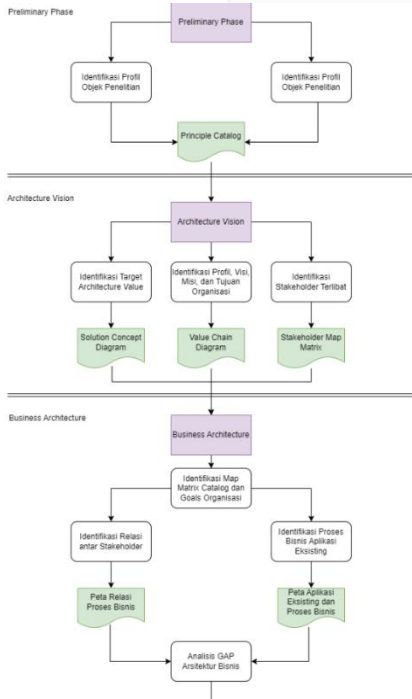 Preliminary Phase
Preliminary Phase
Identifikasi Profil
Objek Penelitian
Identifikasi Profil
Objek Penelitian
Principle Catalog
Architecture Vision
Architecture Vision
Identifikasi Target
Architecture Value
Identifikasi Profil, Visi,
Misi, dan Tujuan
Organisasi
Identifikasi
Stakeholder Terlibat
Solution Concept
Diagram
Value Chain
Diagram
Stakeholder Map
Matrix
Business Architecture
Business Architecture
Identifikasi Map
Matrix Catalog dan
Goals Organisasi
Identifikasi Relasi
antar Stakeholder
Identifikasi Proses
Bisnis Aplikasi
Eksisting
Peta Relasi
Proses Bisnis
Peta Aplikasi
Eksisting dan
Proses Bisnis
Analisis GAP
Arsitektur Bisnis